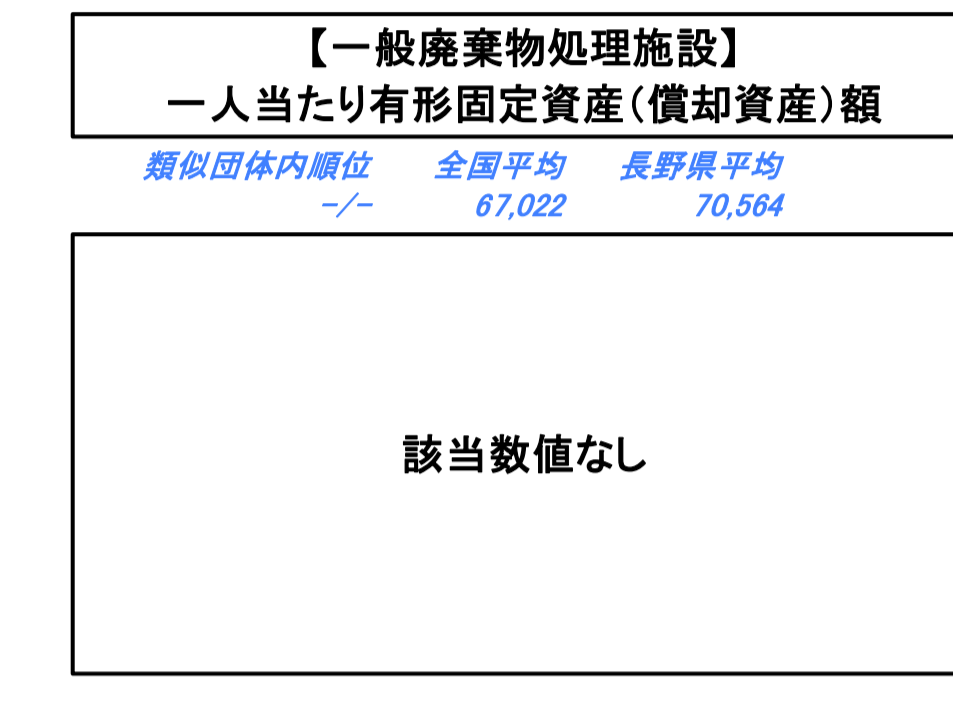 【一般廃棄物処理施設】
一人当たり有形固定資産(償却資産)額
類似団体内順位 全国平均 長野県平均
-/- 67,022 70,564
該当数値なし